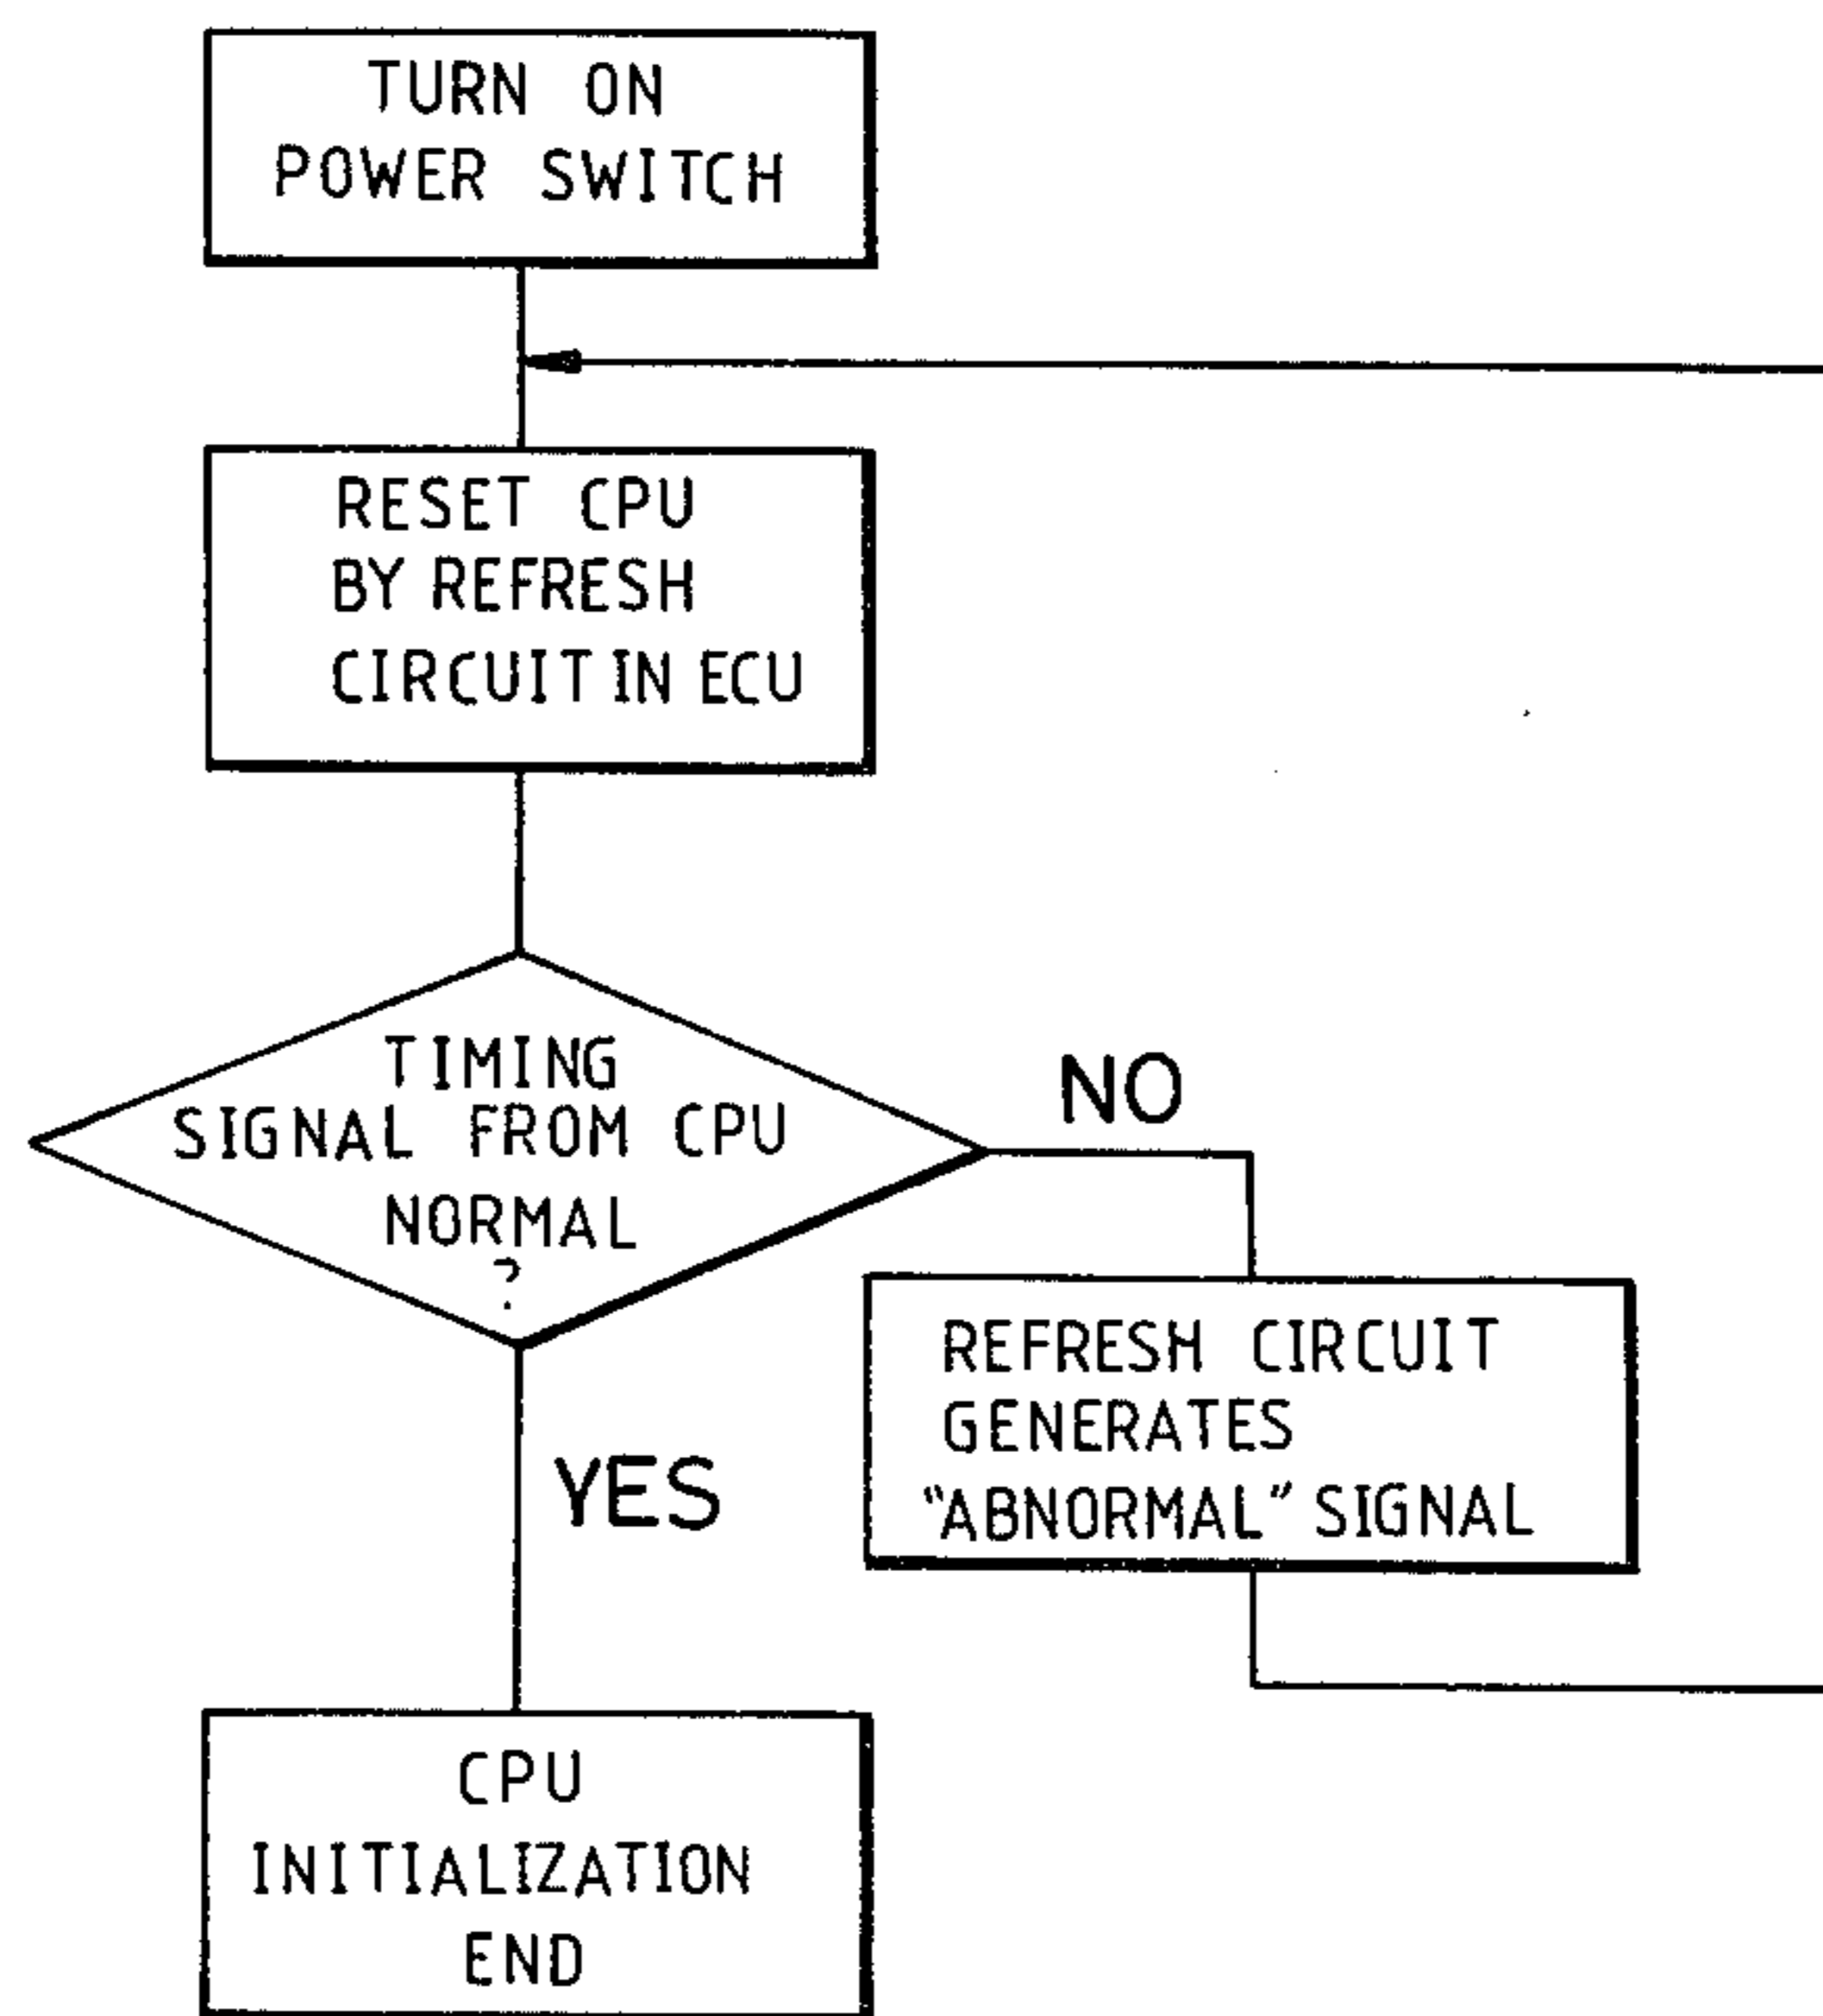 TURN ON
POWER SWITCH
RESET CPU
BY REFRESH
CIRCUIT IN ECU
TIMING
SIGNAL FROM CPU
NORMAL
?
NO
REFRESH CIRCUIT
GENERATES
"ABNORMAL" SIGNAL
YES
CPU
INITIALIZATION
END